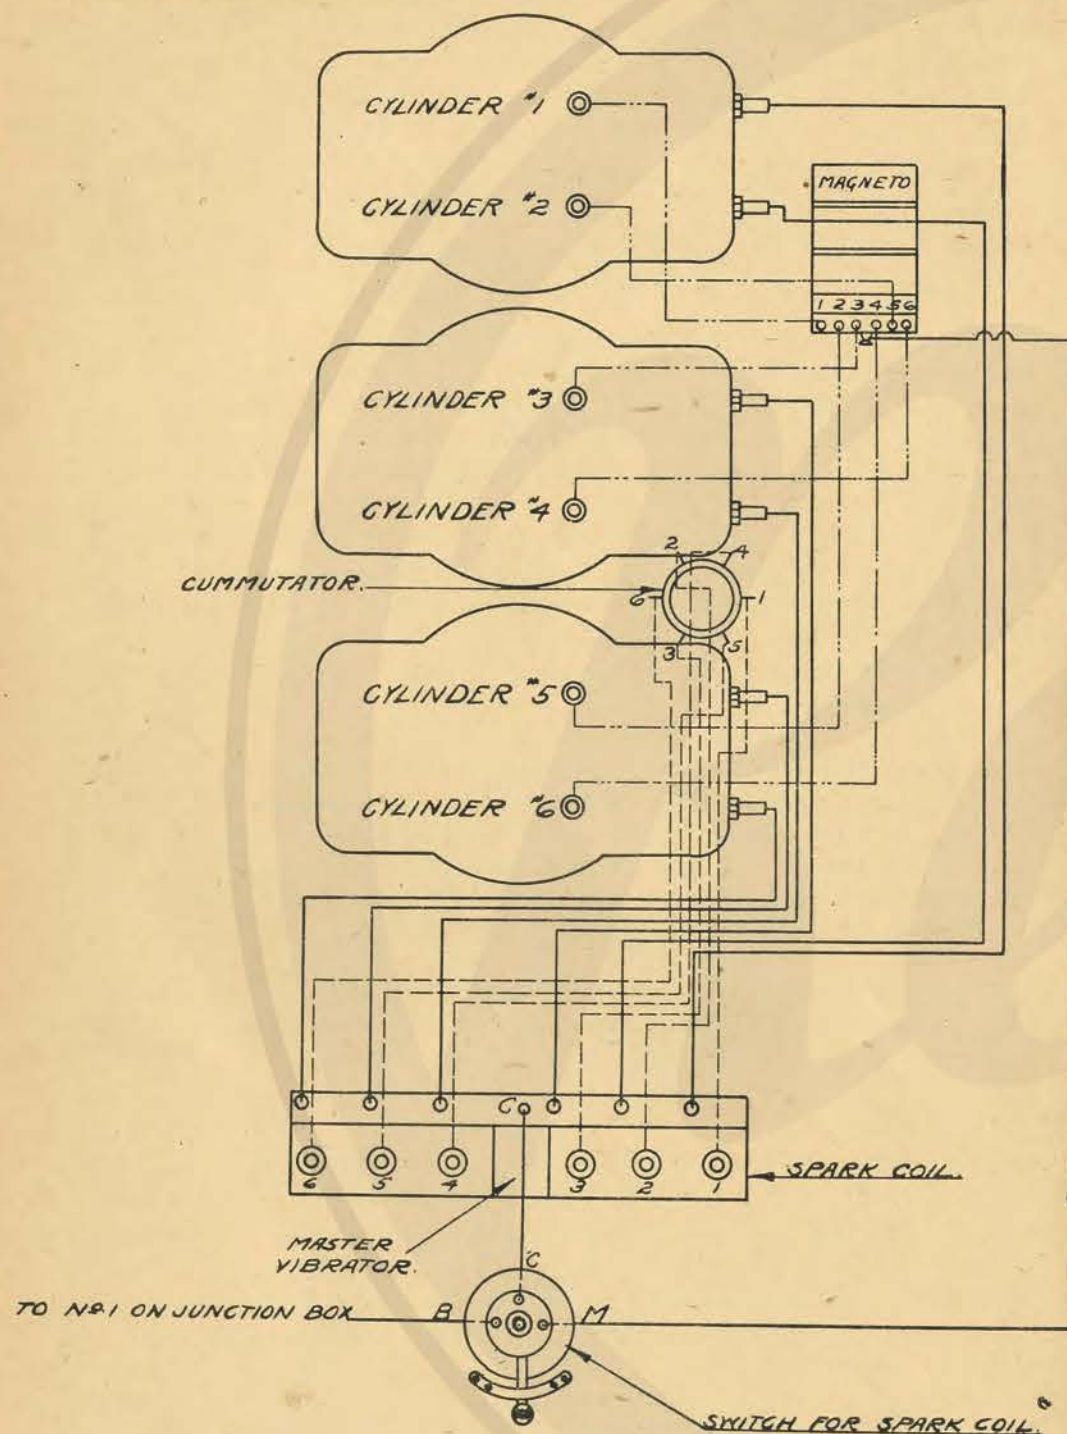 CYLINDER #1
CYLINDER #2
MAGNETO
1 2 3 4 5 6
CYLINDER #3
CYLINDER #4
2 4
CUMMUTATOR.
6 1
3 5
CYLINDER #5
CYLINDER #6
C
6 5 4 3 2 1
SPARK COIL.
MASTER
VIBRATOR.
C
TO NO.1 ON JUNCTION BOX B M
SWITCH FOR SPARK COIL.